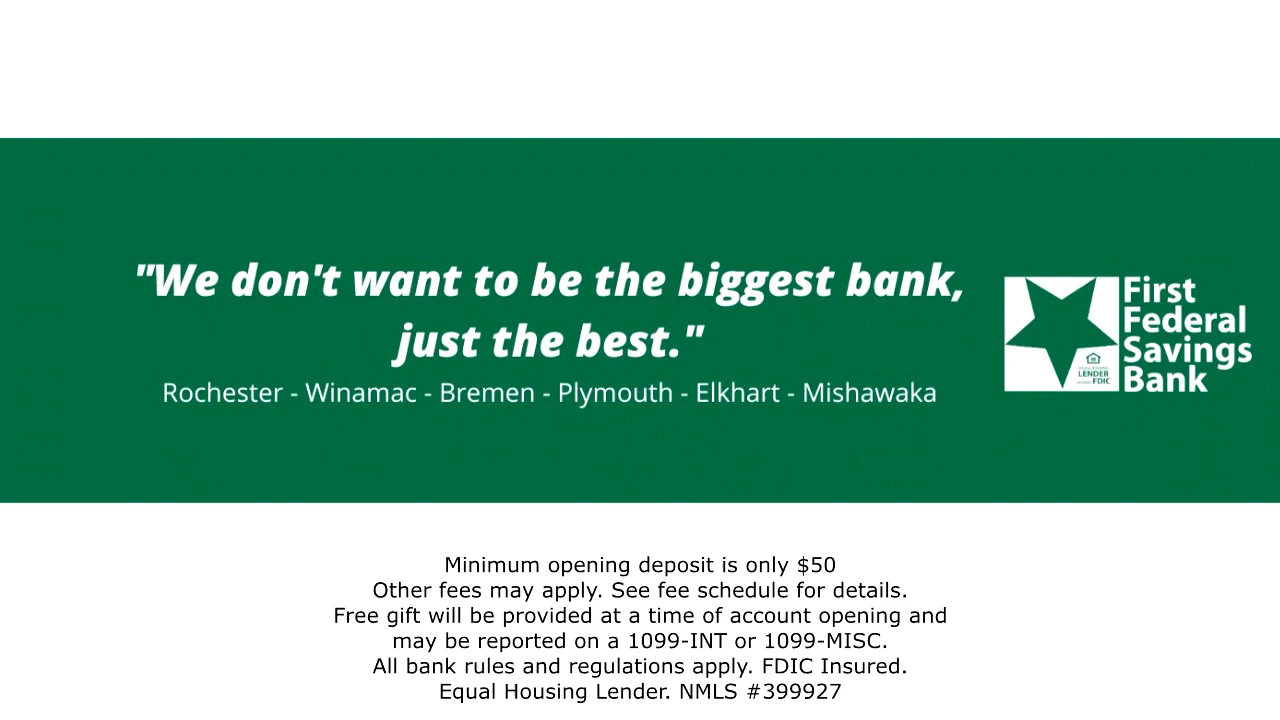 "We don't want to be the biggest bank,
just the best."
Rochester - Winamac - Bremen - Plymouth - Elkhart - Mishawaka
First
Federal
Savings
Bank
LENDER
FDIC
Minimum opening deposit is only $50
Other fees may apply. See fee schedule for details.
Free gift will be provided at a time of account opening and
may be reported on a 1099-INT or 1099-MISC.
All bank rules and regulations apply. FDIC Insured.
Equal Housing Lender. NMLS #399927